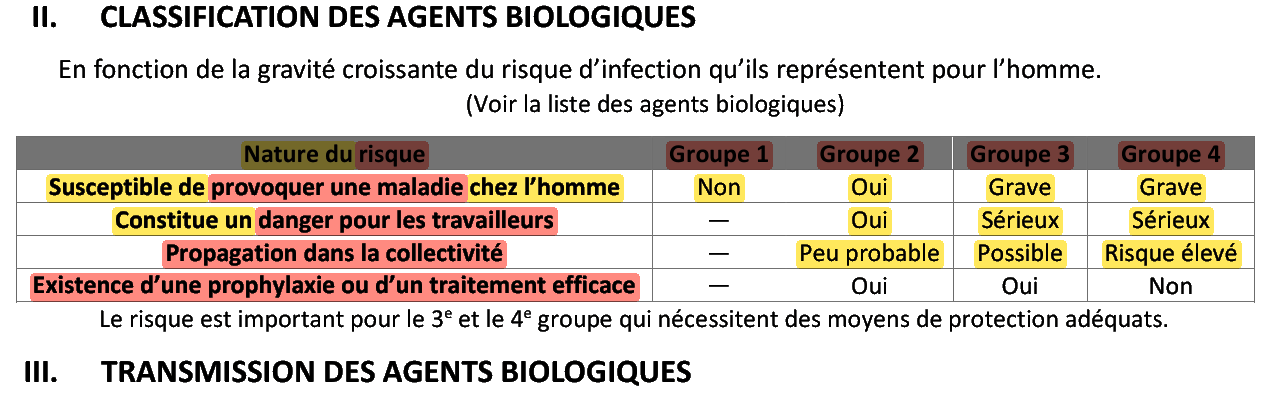 II. CLASSIFICATION DES AGENTS BIOLOGIQUES
En fonction de la gravité croissante du risque d’infection qu’ils représentent pour l’homme.
(Voir la liste des agents biologiques)
Nature du risque Groupe 1 Groupe 2 Groupe 3 Groupe 4
Susceptible de provoquer une maladie chez l’homme Non Oui Grave Grave
Constitue un danger pour les travailleurs — Oui Sérieux Sérieux
Propagation dans la collectivité — Peu probable Possible Risque élevé
Existence d’une prophylaxie ou d’un traitement efficace — Oui Oui Non
Le risque est important pour le 3e et le 4e groupe qui nécessitent des moyens de protection adéquats.
III. TRANSMISSION DES AGENTS BIOLOGIQUES